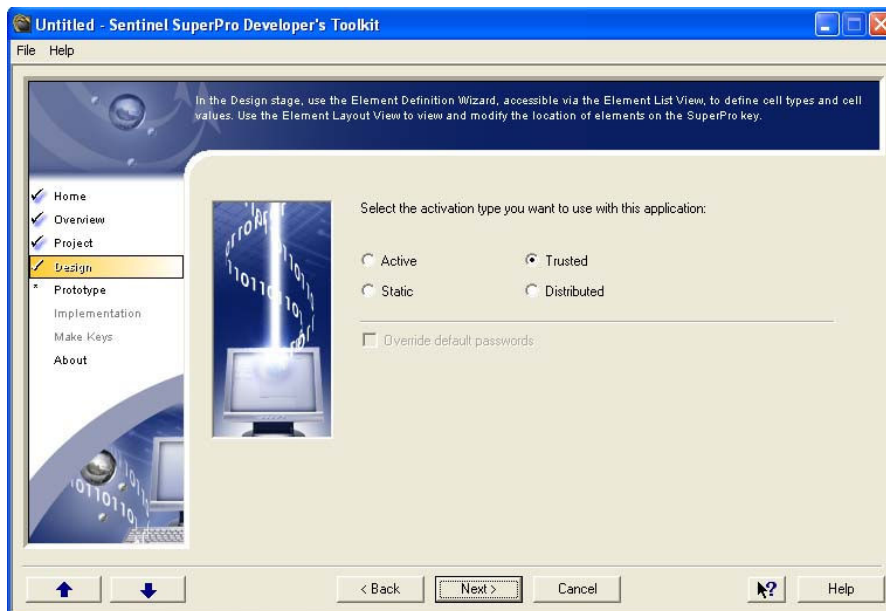 Untitled - Sentinel SuperPro Developer's Toolkit
File Help
In the Design stage, use the Element Definition Wizard, accessible via the Element List View, to define cell types and cell
values. Use the Element Layout View to view and modify the location of elements on the SuperPro key.
Home
Overview
Project
Design
* Prototype
Implementation
Make Keys
About
Select the activation type you want to use with this application:
Active
Trusted
Static
Distributed
Override default passwords
< Back
Next >
Cancel
?
Help